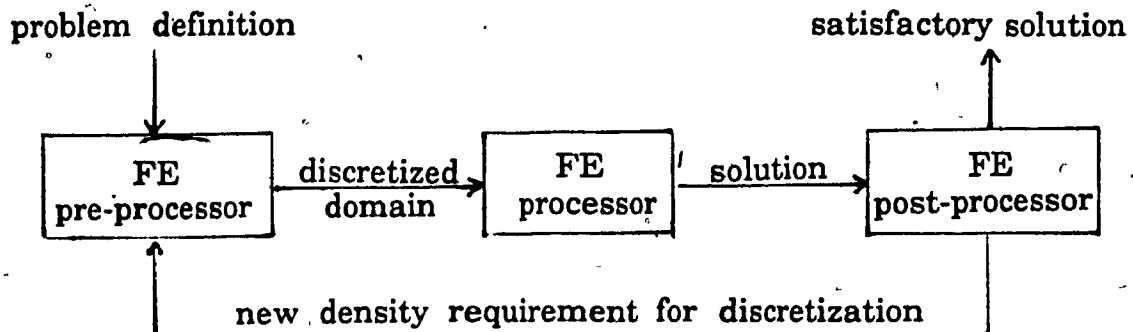 problem definition
satisfactory solution
FE
pre-processor
discretized
domain
FE
processor
solution
FE
post-processor
new density requirement for discretization